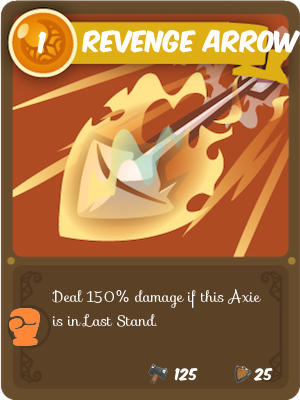 1
REVENGE ARROW
Deal 150% damage if this Axie
is in Last Stand.
125 25